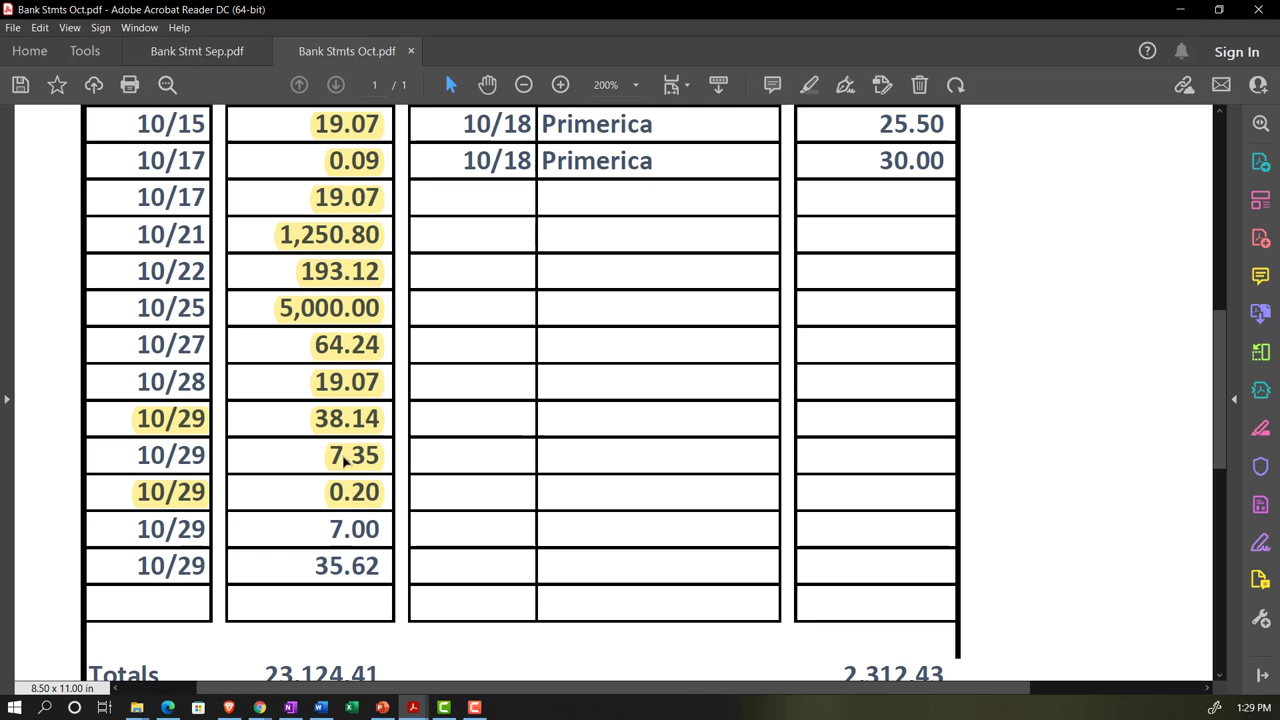 Bank Stmts Oct.pdf - Adobe Acrobat Reader DC (64-bit)
File Edit View Sign Window Help
Home Tools Bank Stmt Sep.pdf Bank Stmts Oct.pdf × Sign In
1 / 1 200%
10/15 19.07 10/18 Primerica 25.50
10/17 0.09 10/18 Primerica 30.00
10/17 19.07
10/21 1,250.80
10/22 193.12
10/25 5,000.00
10/27 64.24
10/28 19.07
10/29 38.14
10/29 7.35
10/29 0.20
10/29 7.00
10/29 35.62
Totals 23,124.41 2,312.43
8.50 x 11.00 in
1:29 PM